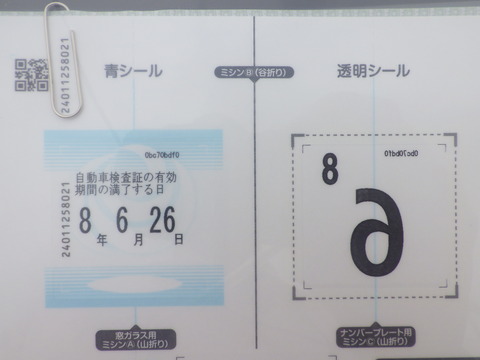 24011258021
青シール
ミシンB(谷折り)
透明シール
0bc70bdf0
自動車検査証の有効
期間の満了する日
8年6月26日
24011258021
0bc70bdf0
8
6
窓ガラス用
ミシンA(山折り)
ナンバープレート用
ミシンC(山折り)